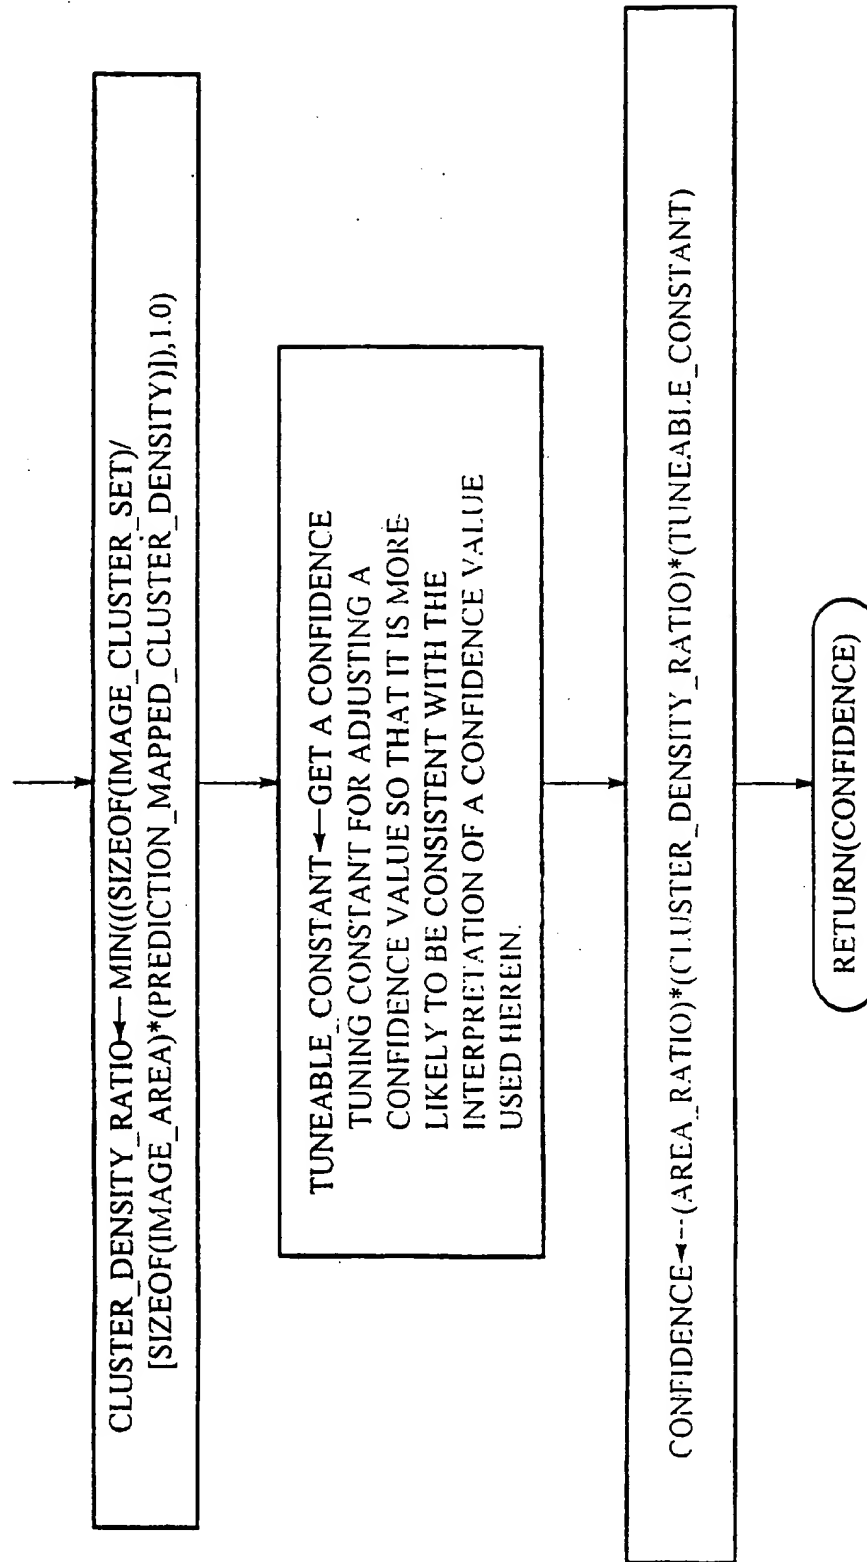 CLUSTER_DENSITY_RATIO◄— MIN(((SIZEOF(IMAGE_CLUSTER_SET)/
[SIZEOF(IMAGE_AREA)*(PREDICTION_MAPPED_CLUSTER_DENSITY)]),1.0)
TUNEABLE_CONSTANT◄—GET A CONFIDENCE
TUNING CONSTANT FOR ADJUSTING A
CONFIDENCE VALUE SO THAT IT IS MORE
LIKELY TO BE CONSISTENT WITH THE
INTERPRETATION OF A CONFIDENCE VALUE
USED HEREIN.
CONFIDENCE◄--(AREA_RATIO)*(CLUSTER_DENSITY_RATIO)*(TUNEABLE_CONSTANT)
RETURN(CONFIDENCE)